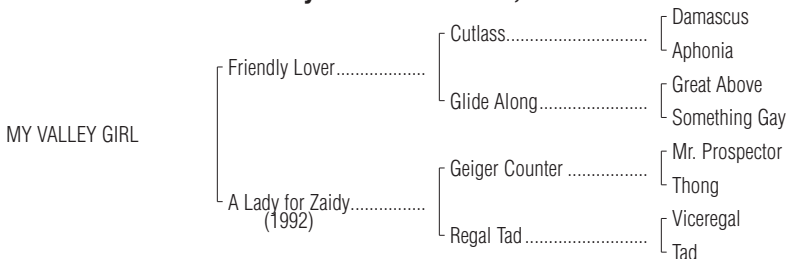 Damascus
Cutlass
Aphonia
Friendly Lover
Great Above
Glide Along
Something Gay
MY VALLEY GIRL
Mr. Prospector
Geiger Counter
Thong
A Lady for Zaidy
(1992)
Viceregal
Regal Tad
Tad